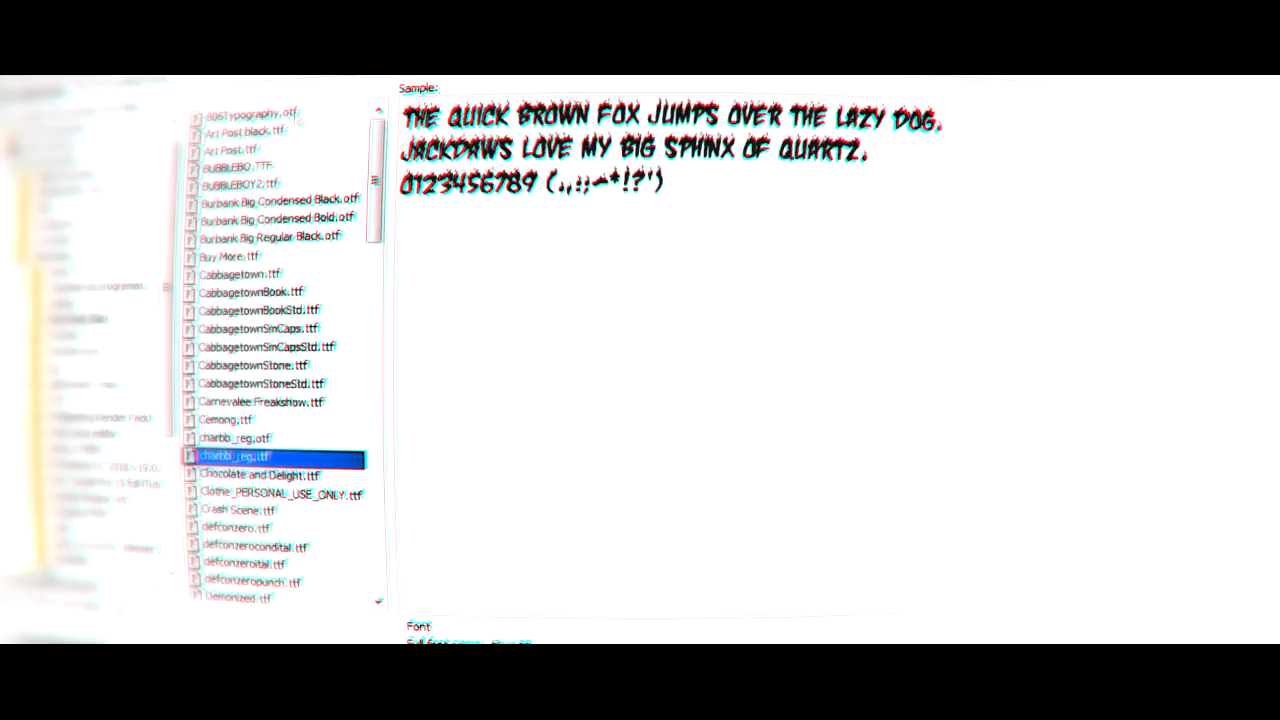 Sample:
THE QUICK BROWN FOX JUMPS OVER THE LAZY DOG.
JACKDAWS LOVE MY BIG SPHINX OF QUARTZ.
0123456789 (.,:;-*!?')
806Typography.otf
Art Post black.ttf
Art Post.ttf
BUBBLEBO.TTF
BUBBLEBOY2.ttf
Burbank Big Condensed Black.otf
Burbank Big Condensed Bold.otf
Burbank Big Regular Black.otf
Buy More.ttf
Cabbagetown.ttf
CabbagetownBook.ttf
CabbagetownBookStd.ttf
CabbagetownSmCaps.ttf
CabbagetownSmCapsStd.ttf
CabbagetownStone.ttf
CabbagetownStoneStd.ttf
Carnevalee Freakshow.ttf
Cemong.ttf
charbb_reg.otf
charbb_reg.ttf
Chocolate and Delight.ttf
Clothe_PERSONAL_USE_ONLY.ttf
Crash Scene.ttf
defconzero.ttf
defconzerocondital.ttf
defconzeroital.ttf
defconzeropunch.ttf
Demonized.ttf
Font